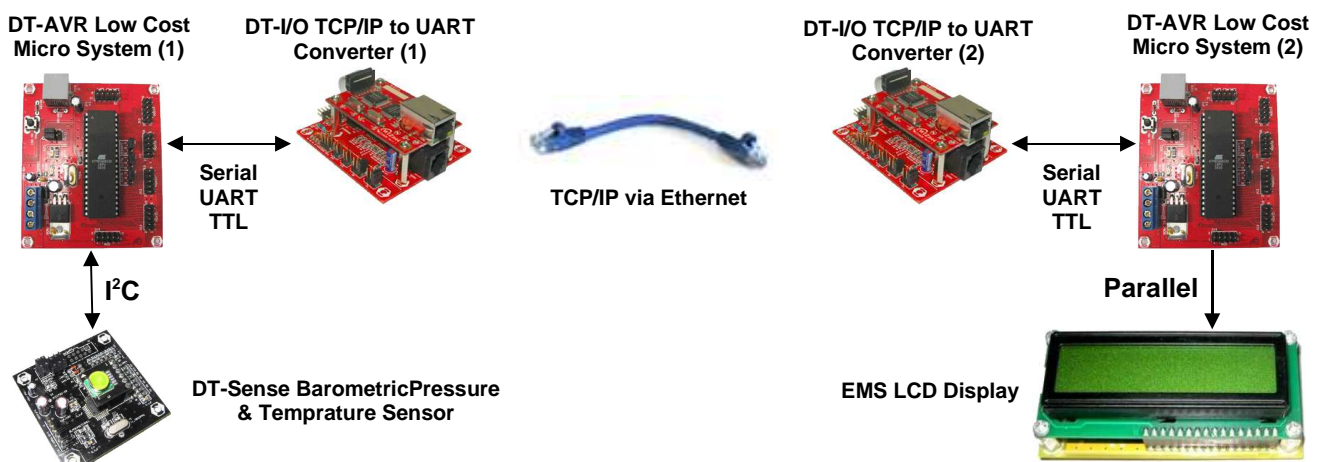 DT-AVR Low Cost
Micro System (1)
DT-I/O TCP/IP to UART
Converter (1)
DT-I/O TCP/IP to UART
Converter (2)
DT-AVR Low Cost
Micro System (2)
Serial
UART
TTL
TCP/IP via Ethernet
Serial
UART
TTL
I²C
Parallel
DT-Sense BarometricPressure
& Temprature Sensor
EMS LCD Display